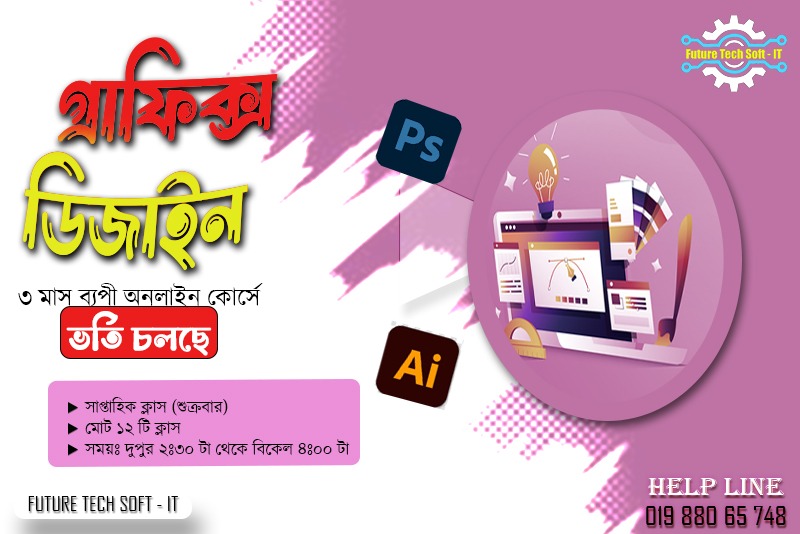 Future Tech Soft - IT
গ্রাফিক্স
ডিজাইন
Ps
৩ মাস ব্যপী অনলাইন কোর্সে
ভর্তি চলছে
Ai
▶ সাপ্তাহিক ক্লাস (শুক্রবার)
▶ মোট ১২ টি ক্লাস
▶ সময়ঃ দুপুর ২ঃ৩০ টা থেকে বিকেল ৪ঃ০০ টা
FUTURE TECH SOFT - IT
HELP LINE
019 880 65 748